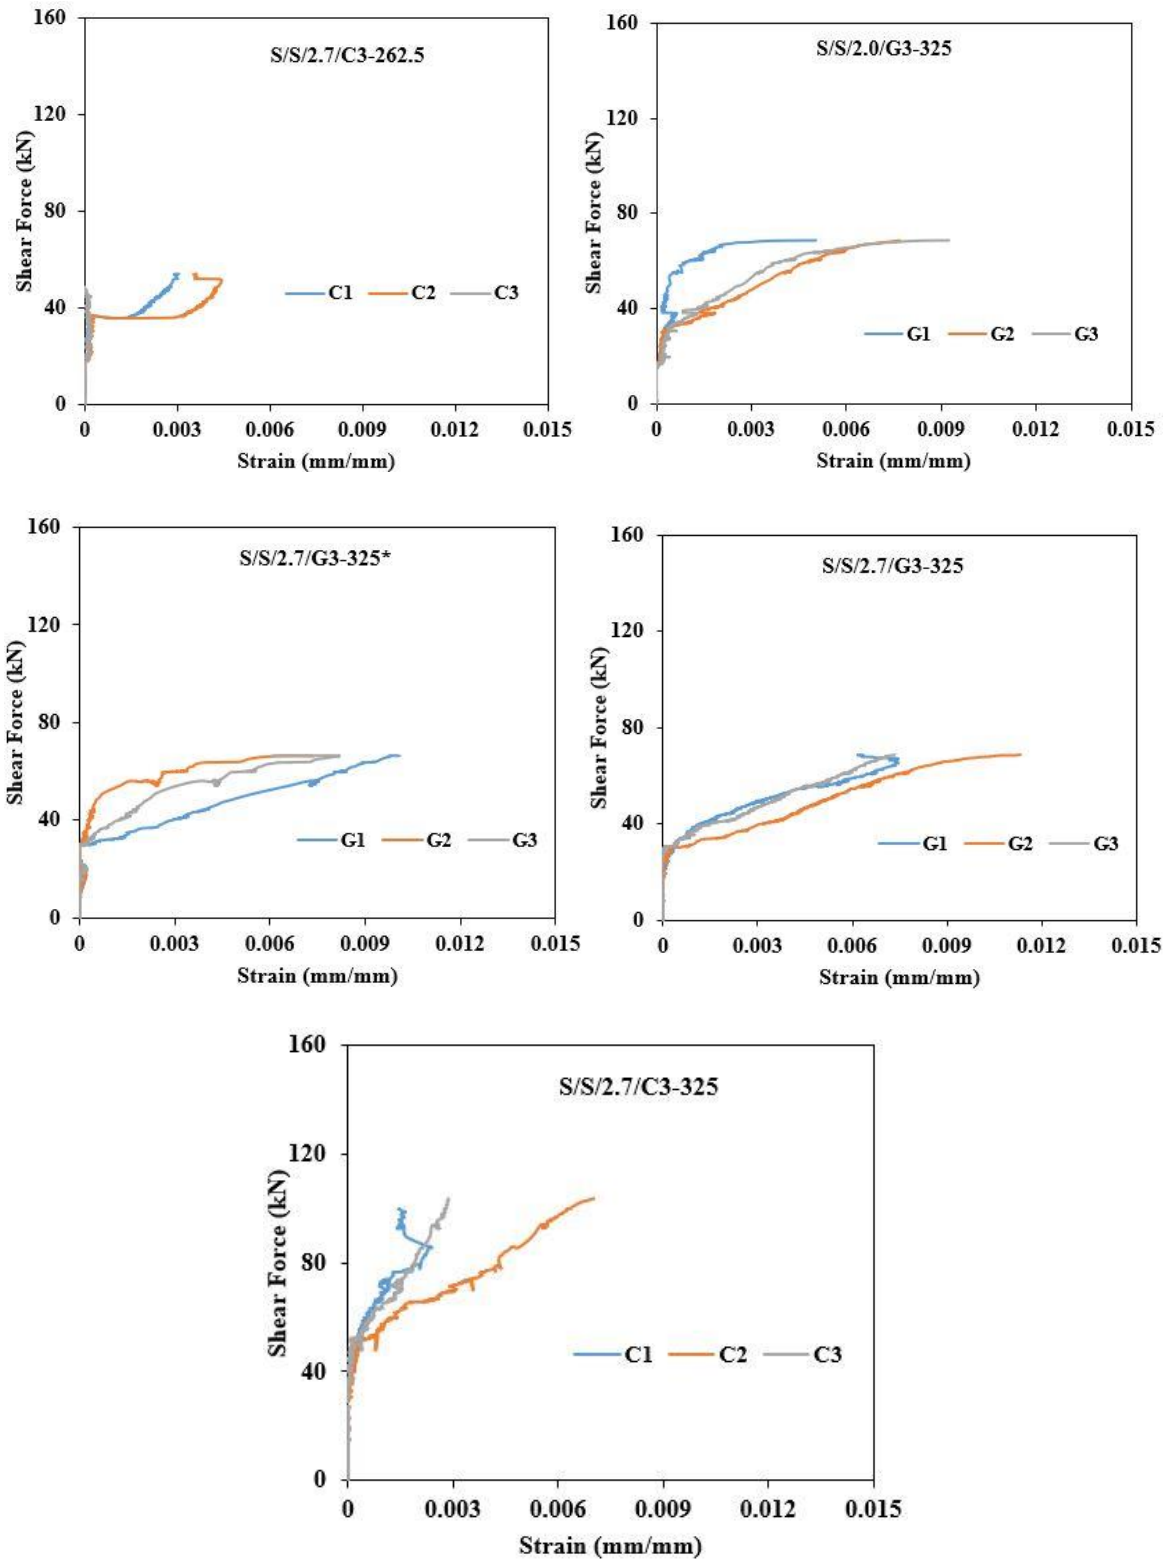 S/S/2.7/C3-262.5
Shear Force (kN)
160
120
80
40
0
C1 C2 C3
0 0.003 0.006 0.009 0.012 0.015
Strain (mm/mm)
S/S/2.0/G3-325
Shear Force (kN)
160
120
80
40
0
G1 G2 G3
0 0.003 0.006 0.009 0.012 0.015
Strain (mm/mm)
S/S/2.7/G3-325*
Shear Force (kN)
160
120
80
40
0
G1 G2 G3
0 0.003 0.006 0.009 0.012 0.015
Strain (mm/mm)
S/S/2.7/G3-325
Shear Force (kN)
160
120
80
40
0
G1 G2 G3
0 0.003 0.006 0.009 0.012 0.015
Strain (mm/mm)
S/S/2.7/C3-325
Shear Force (kN)
160
120
80
40
0
C1 C2 C3
0 0.003 0.006 0.009 0.012 0.015
Strain (mm/mm)